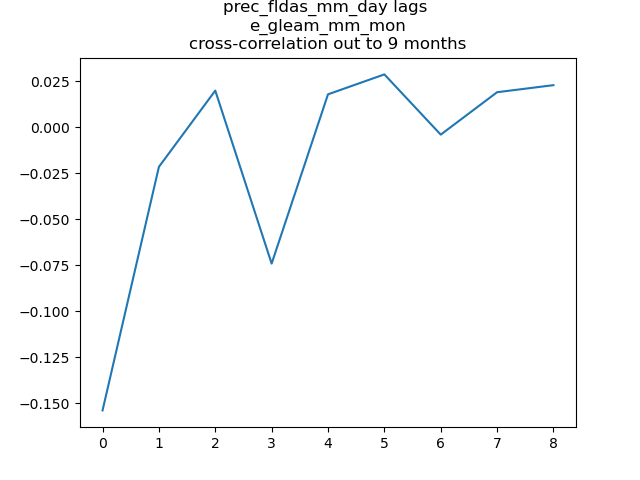 prec_fldas_mm_day lags
e_gleam_mm_mon
cross-correlation out to 9 months
0.025
0.000
−0.025
−0.050
−0.075
−0.100
−0.125
−0.150
0 1 2 3 4 5 6 7 8